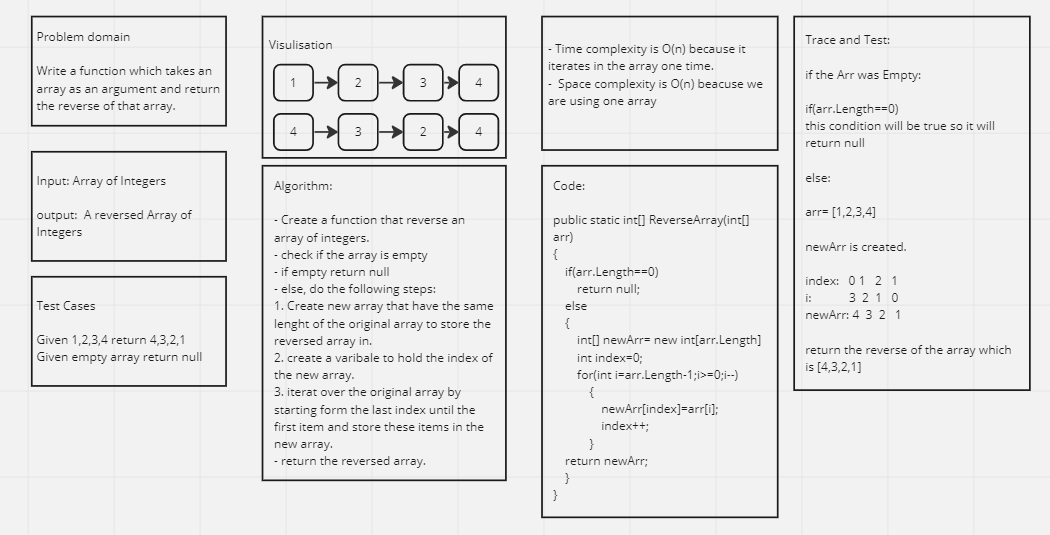 Problem domain
Write a function which takes an
array as an argument and return
the reverse of that array.
Input: Array of Integers
output:  A reversed Array of
Integers
Test Cases
Given 1,2,3,4 return 4,3,2,1
Given empty array return null
Visulisation
1 2 3 4
4 3 2 4
Algorithm:
- Create a function that reverse an
array of integers.
- check if the array is empty
- if empty return null
- else, do the following steps:
1. Create new array that have the same
lenght of the original array to store the
reversed array in.
2. create a varibale to hold the index of
the new array.
3. iterat over the original array by
starting form the last index until the
first item and store these items in the
new array.
- return the reversed array.
- Time complexity is O(n) because it
iterates in the array one time.
-  Space complexity is O(n) beacuse we
are using one array
Code:
public static int[] ReverseArray(int[]
arr)
{
if(arr.Length==0)
return null;
else
{
int[] newArr= new int[arr.Length]
int index=0;
for(int i=arr.Length-1;i>=0;i--)
{
newArr[index]=arr[i];
index++;
}
return newArr;
}
}
Trace and Test:
if the Arr was Empty:
if(arr.Length==0)
this condition will be true so it will
return null
else:
arr= [1,2,3,4]
newArr is created.
index:   0 1   2   1
i:           3  2  1   0
newArr: 4  3  2   1
return the reverse of the array which
is [4,3,2,1]